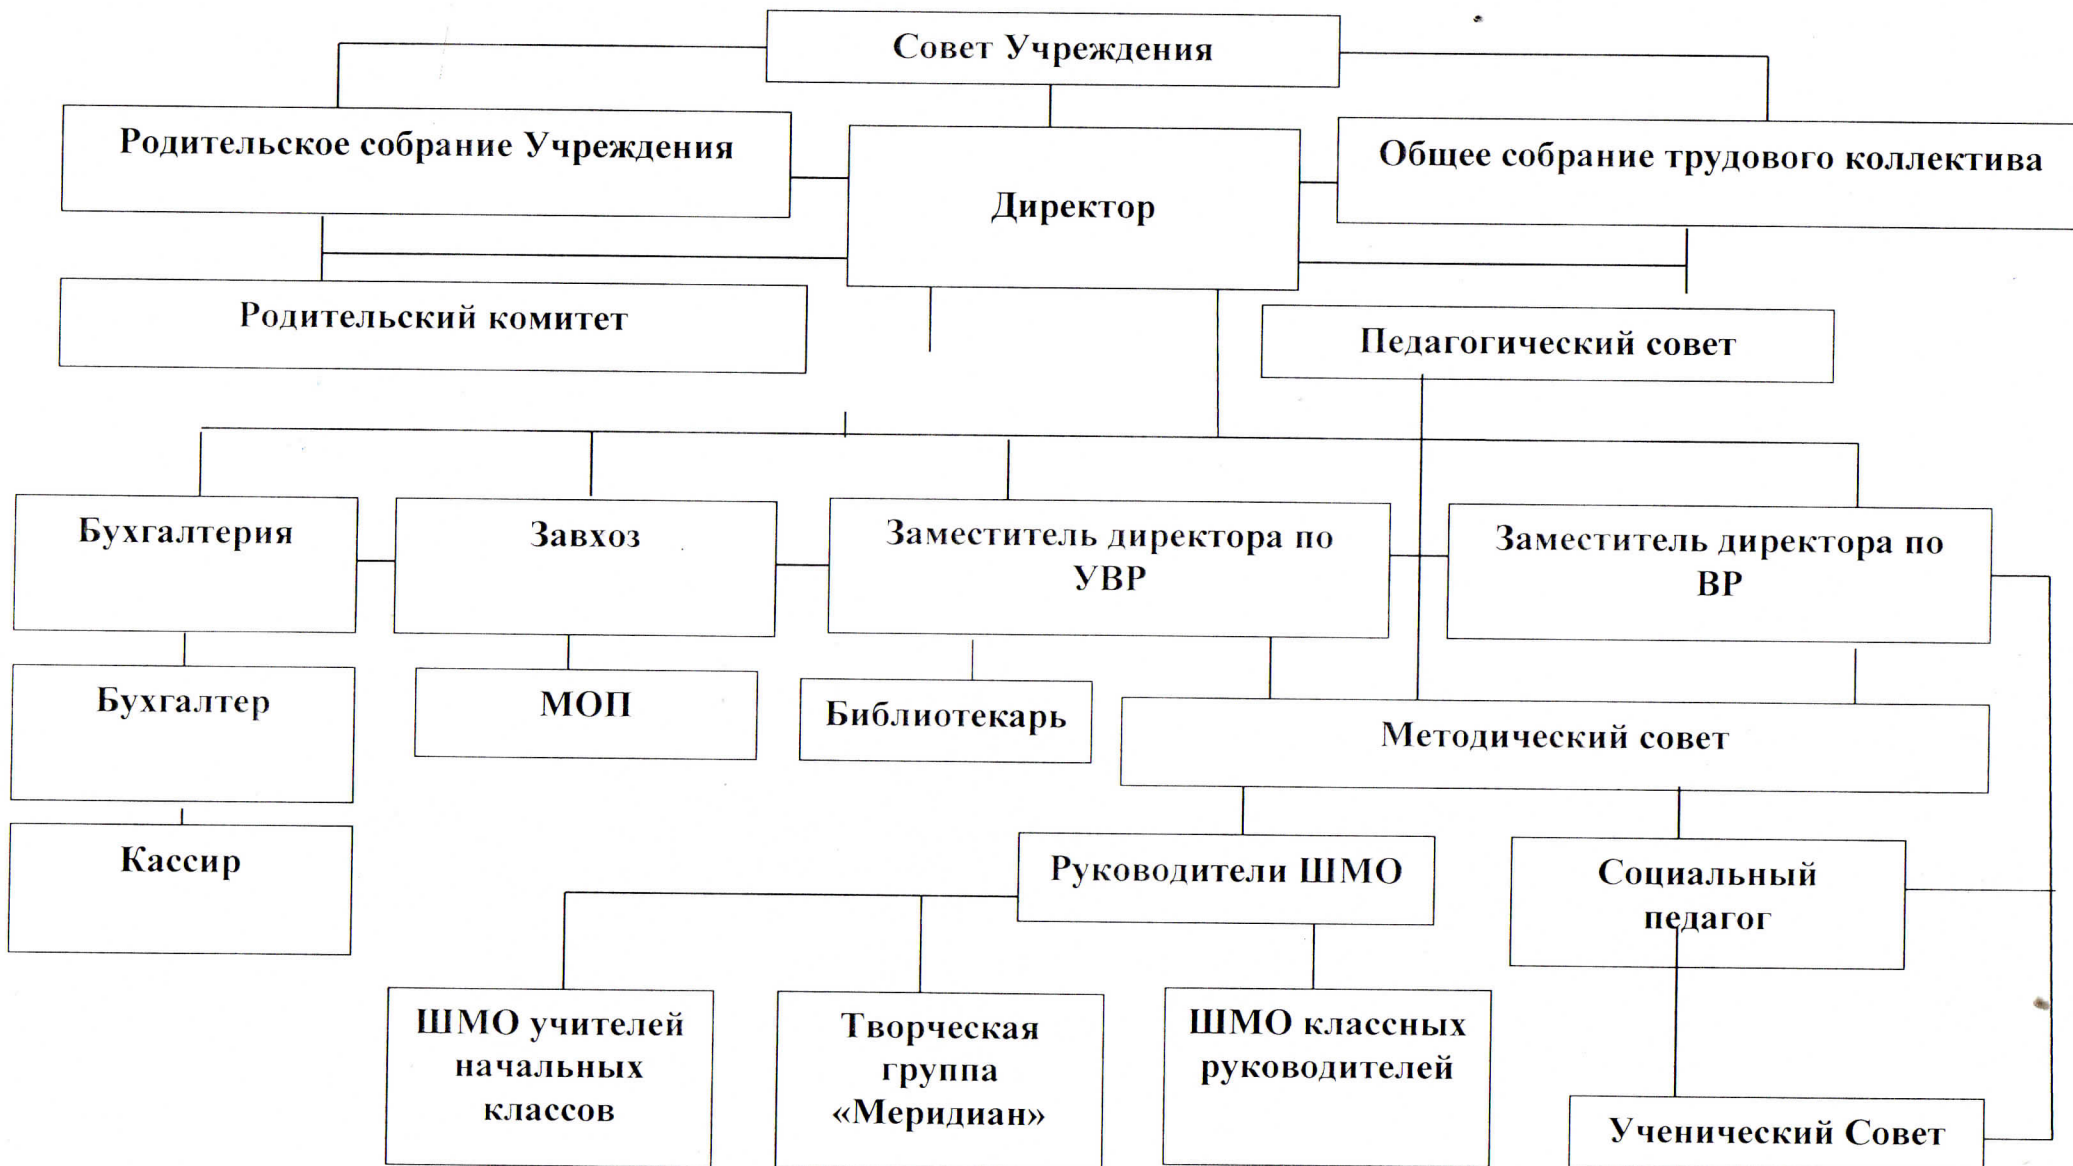 Совет Учреждения
Родительское собрание Учреждения
Директор
Общее собрание трудового коллектива
Родительский комитет
Педагогический совет
Бухгалтерия
Завхоз
Заместитель директора по
УВР
Заместитель директора по
ВР
Бухгалтер
МОП
Библиотекарь
Методический совет
Кассир
Руководители ШМО
Социальный
педагог
ШМО учителей
начальных
классов
Творческая
группа
«Меридиан»
ШМО классных
руководителей
Ученический Совет